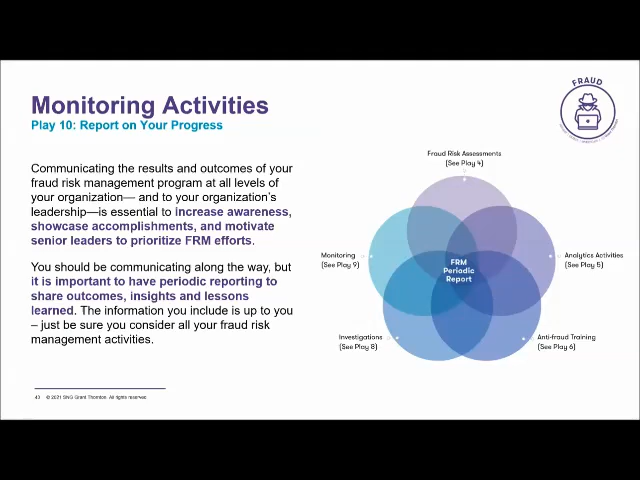 FRAUD
Monitoring Activities
Play 10: Report on Your Progress
Communicating the results and outcomes of your
fraud risk management program at all levels of
your organization— and to your organization's
leadership—is essential to increase awareness,
showcase accomplishments, and motivate
senior leaders to prioritize FRM efforts.
You should be communicating along the way, but
it is important to have periodic reporting to
share outcomes, insights and lessons
learned. The information you include is up to you
– just be sure you consider all your fraud risk
management activities.
Fraud Risk Assessments
(See Play 4)
Monitoring
(See Play 9)
Analytics Activities
(See Play 5)
FRM
Periodic
Report
Investigations
(See Play 8)
Anti-fraud Training
(See Play 6)
43 © 2021 SNG Grant Thornton. All rights reserved